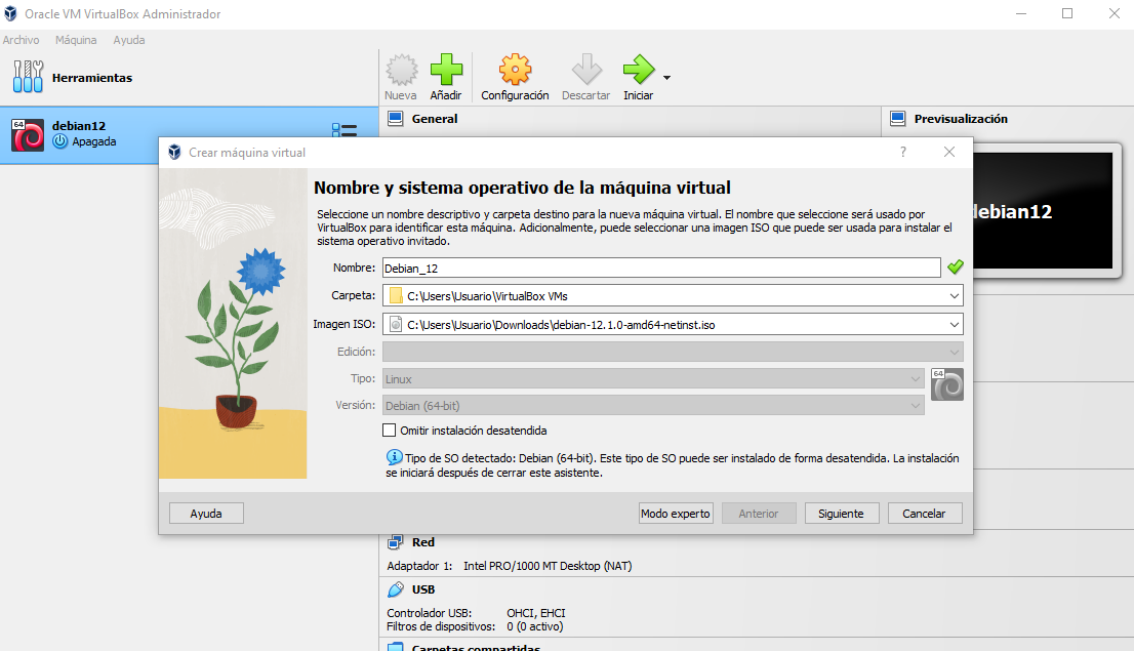 Oracle VM VirtualBox Administrador
Archivo Máquina Ayuda
Herramientas
Nueva Añadir Configuración Descartar Iniciar
64
debian12
Apagada
General
Previsualización
debian12
Crear máquina virtual
?
Nombre y sistema operativo de la máquina virtual
Seleccione un nombre descriptivo y carpeta destino para la nueva máquina virtual. El nombre que seleccione será usado por
VirtualBox para identificar esta máquina. Adicionalmente, puede seleccionar una imagen ISO que puede ser usada para instalar el
sistema operativo invitado.
Nombre: Debian_12
Carpeta: C:\Users\Usuario\VirtualBox VMs
Imagen ISO: C:\Users\Usuario\Downloads\debian-12.1.0-amd64-netinst.iso
Edición:
Tipo: Linux
64
Versión: Debian (64-bit)
Omitir instalación desatendida
Tipo de SO detectado: Debian (64-bit). Este tipo de SO puede ser instalado de forma desatendida. La instalación
se iniciará después de cerrar este asistente.
Ayuda Modo experto Anterior Siguiente Cancelar
Red
Adaptador 1: Intel PRO/1000 MT Desktop (NAT)
USB
Controlador USB: OHCI, EHCI
Filtros de dispositivos: 0 (0 activo)
Carpetas compartidas